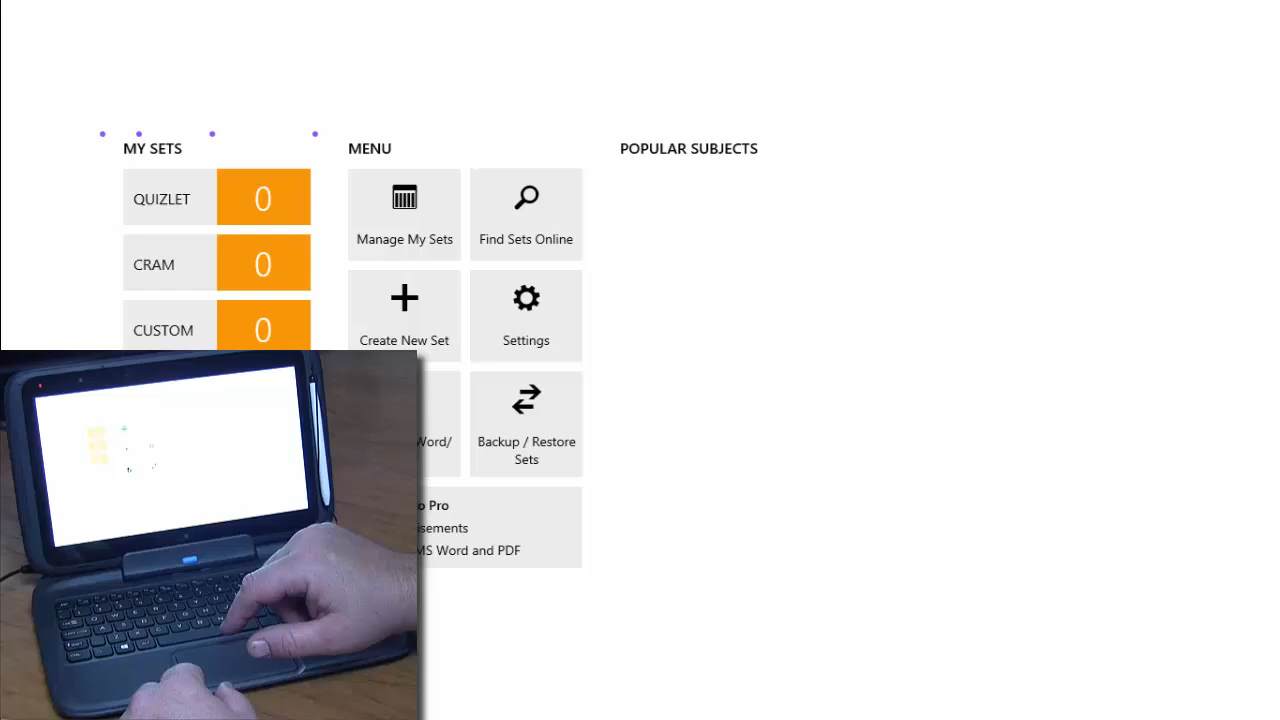 MY SETS
QUIZLET 0
CRAM 0
CUSTOM 0
MENU
Manage My Sets
Find Sets Online
Create New Set
Settings
Word/
Backup / Restore
Sets
o Pro
isements
MS Word and PDF
POPULAR SUBJECTS